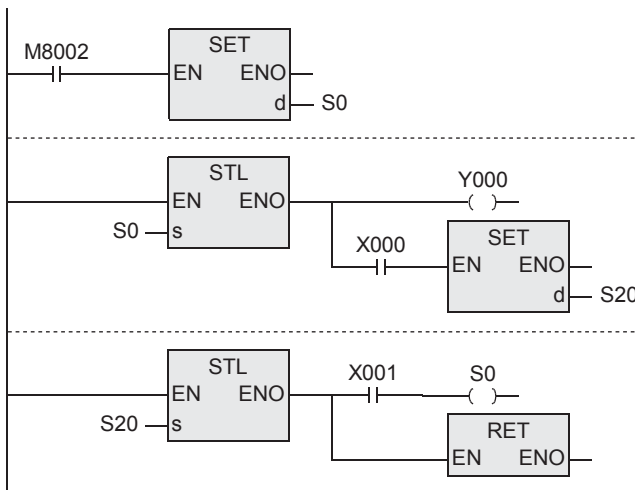 M8002
SET
EN ENO
d S0
STL
EN ENO
S0 s
Y000
( )
X000
SET
EN ENO
d S20
STL
EN ENO
S20 s
X001
S0
( )
RET
EN ENO